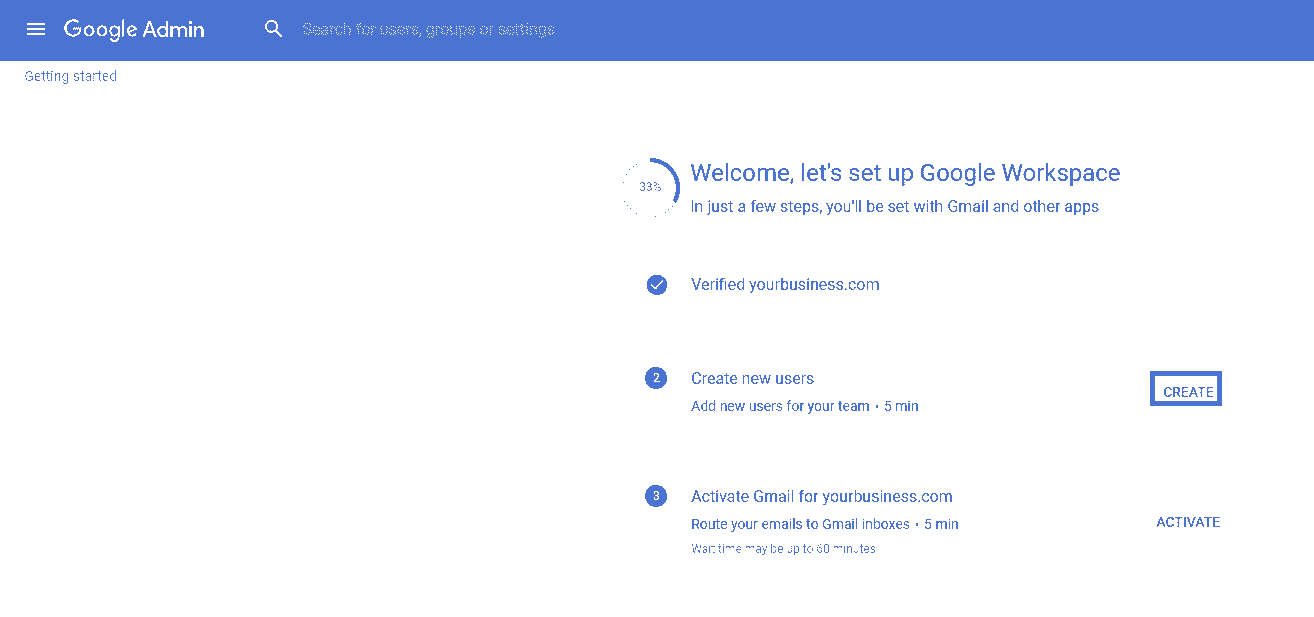 Google Admin
Search for users, groups or settings
Getting started
33%
Welcome, let's set up Google Workspace
In just a few steps, you'll be set with Gmail and other apps
Verified yourbusiness.com
2
Create new users
CREATE
Add new users for your team • 5 min
3
Activate Gmail for yourbusiness.com
Route your emails to Gmail inboxes • 5 min
ACTIVATE
Wait time may be up to 60 minutes